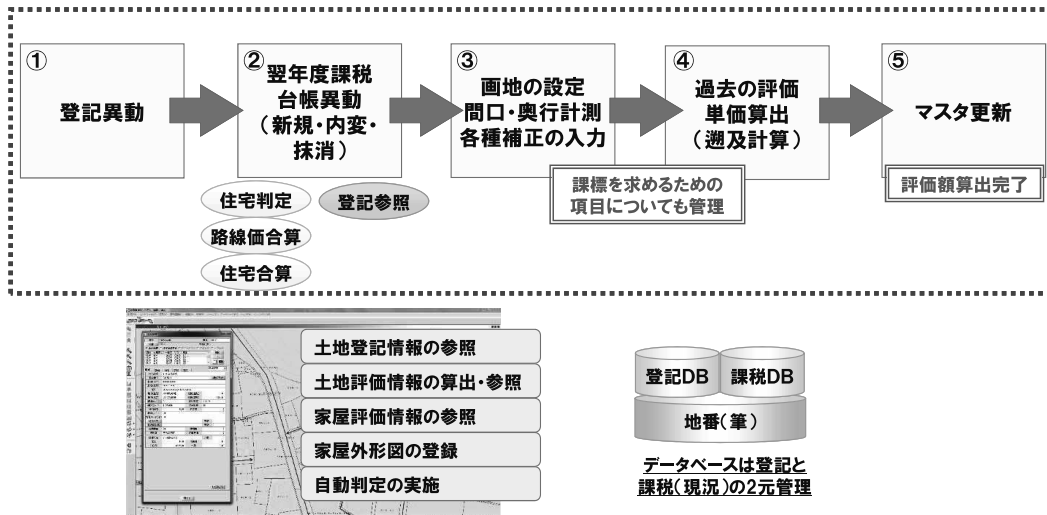 ①
登記異動
②
翌年度課税
台帳異動
（新規・内変・
抹消）
③
画地の設定
間口・奥行計測
各種補正の入力
④
過去の評価
単価算出
（遡及計算）
⑤
マスタ更新
住宅判定
登記参照
路線価合算
住宅合算
課標を求めるための
項目についても管理
評価額算出完了
土地登記情報の参照
土地評価情報の算出・参照
家屋評価情報の参照
家屋外形図の登録
自動判定の実施
登記DB
課税DB
地番（筆）
データベースは登記と
課税（現況）の2元管理